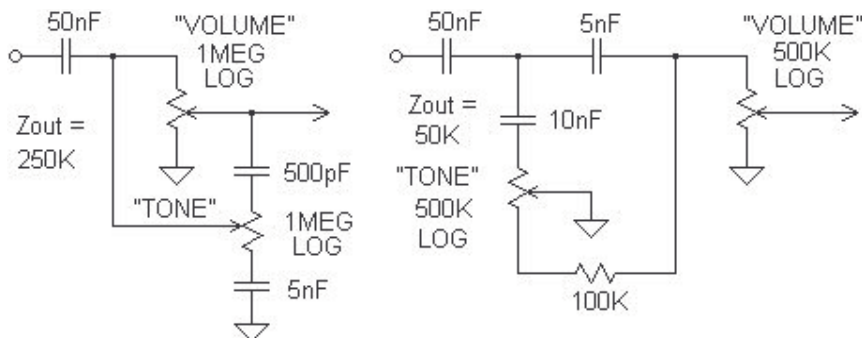 50nF
"VOLUME"
1MEG
LOG
Zout =
250K
500pF
"TONE"
1MEG
LOG
5nF
50nF
5nF
"VOLUME"
500K
LOG
Zout =
50K
10nF
"TONE"
500K
LOG
100K